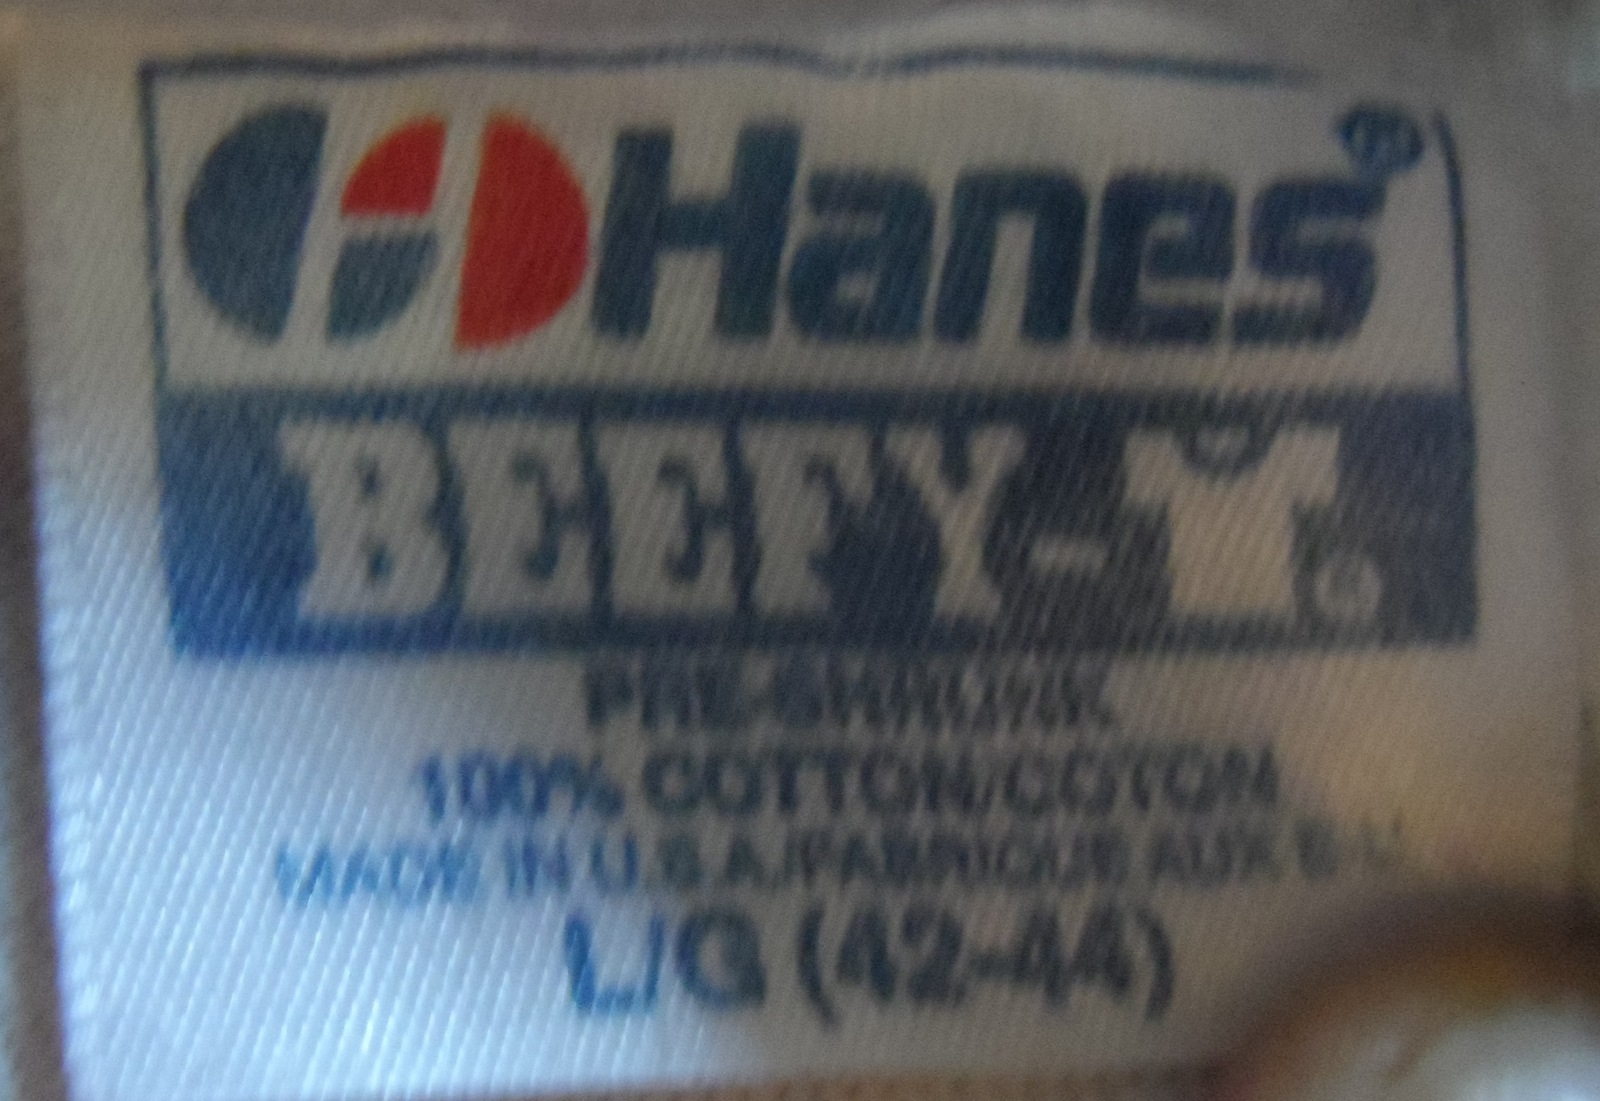 Hanes®
BEEFY-T®
PRE-SHRUNK
100% COTTON/COTON
MADE IN U.S.A./FABRIQUE AUX
L/G (42-44)